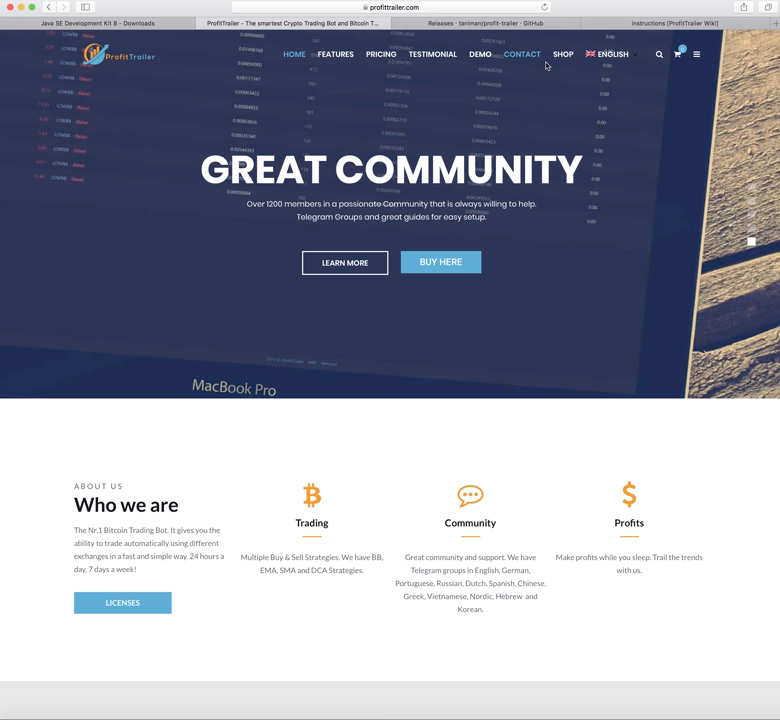 profittrailer.com
Java SE Development Kit 8 - Downloads
ProfitTrailer - The smartest Crypto Trading Bot and Bitcoin T...
Releases · taniman/profit-trailer · GitHub
instructions [ProfitTrailer Wiki]
ProfitTrailer
HOME
FEATURES
PRICING
TESTIMONIAL
DEMO
CONTACT
SHOP
ENGLISH
0
GREAT COMMUNITY
Over 1200 members in a passionate Community that is always willing to help.
Telegram Groups and great guides for easy setup.
LEARN MORE
BUY HERE
MacBook Pro
ABOUT US
Who we are
The Nr.1 Bitcoin Trading Bot. It gives you the
ability to trade automatically using different
exchanges in a fast and simple way. 24 hours a
day, 7 days a week!
LICENSES
Trading
Multiple Buy & Sell Strategies. We have BB,
EMA, SMA and DCA Strategies.
Community
Great community and support. We have
Telegram groups in English, German,
Portuguese, Russian, Dutch, Spanish, Chinese,
Greek, Vietnamese, Nordic, Hebrew and
Korean.
Profits
Make profits while you sleep. Trail the trends
with us.